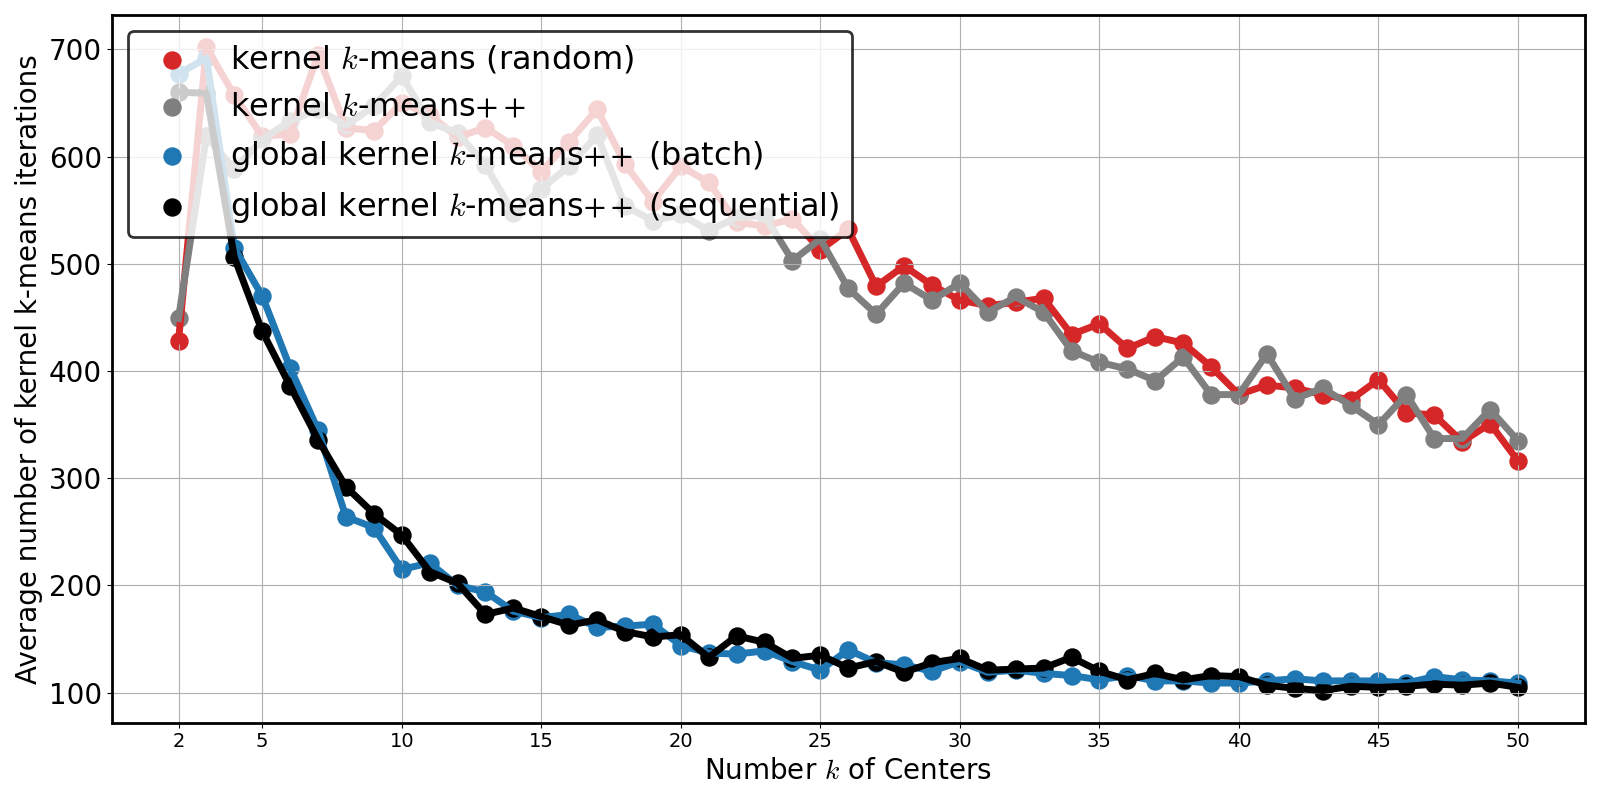 Average number of kernel k-means iterations
700
600
500
400
300
200
100
kernel k-means (random)
kernel k-means++
global kernel k-means++ (batch)
global kernel k-means++ (sequential)
2 5 10 15 20 25 30 35 40 45 50
Number k of Centers